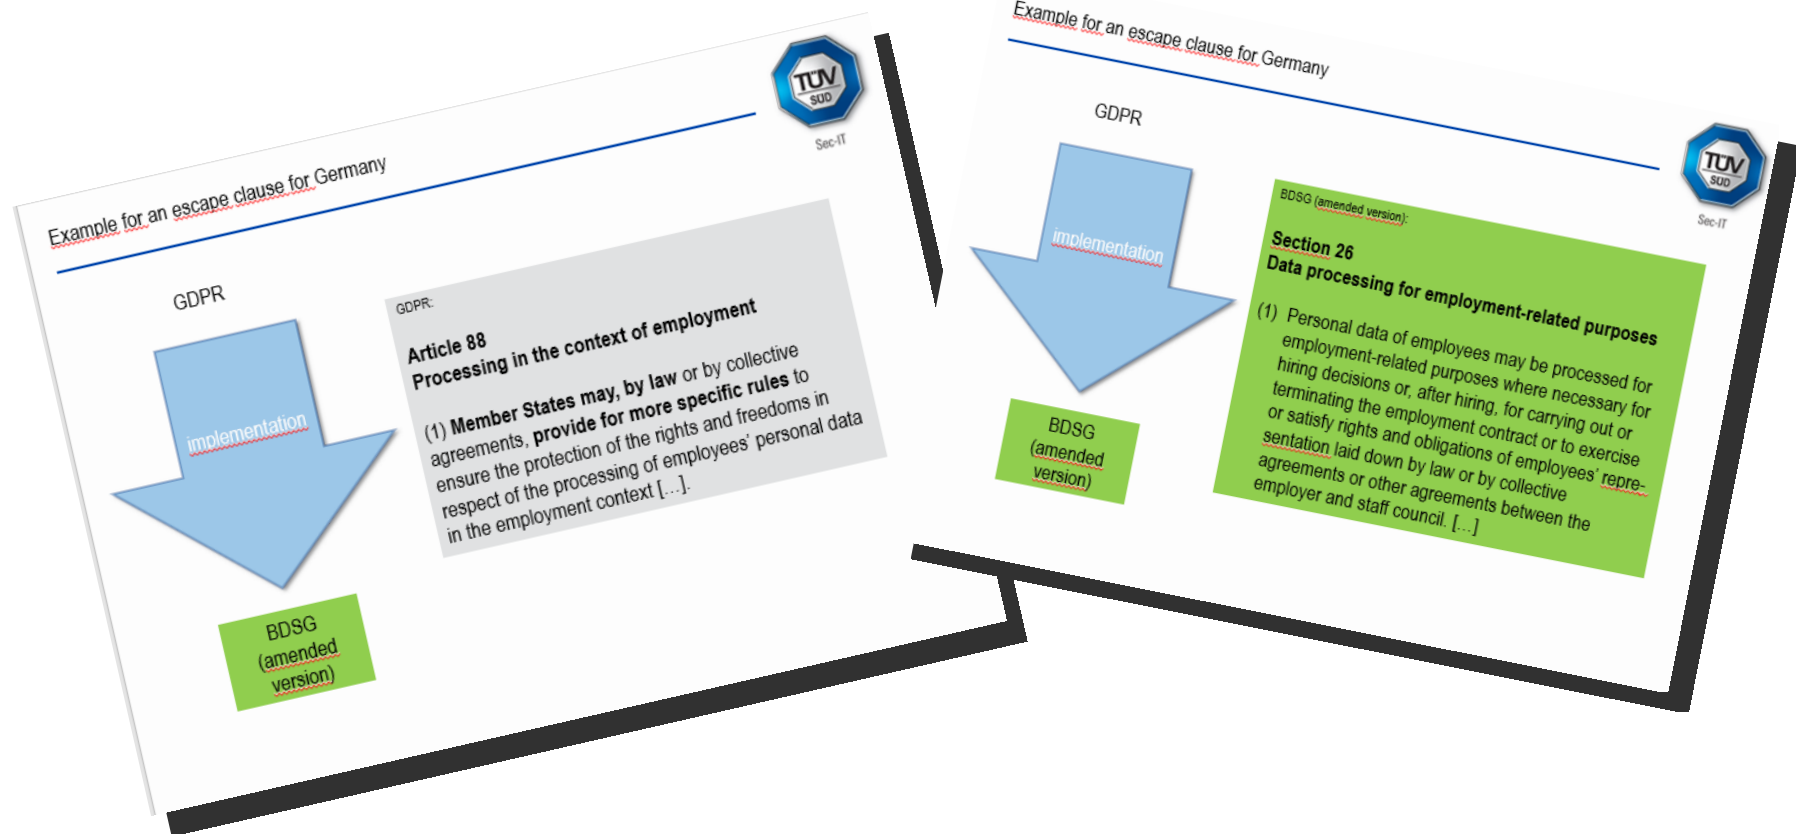 Example for an escape clause for Germany
TÜV
SÜD
Sec-IT
GDPR
implementation
BDSG
(amended
version)
GDPR:
Article 88
Processing in the context of employment
(1) Member States may, by law or by collective
agreements, provide for more specific rules to
ensure the protection of the rights and freedoms in
respect of the processing of employees’ personal data
in the employment context […].
Example for an escape clause for Germany
TÜV
SÜD
Sec-IT
GDPR
implementation
BDSG
(amended
version)
BDSG (amended version):
Section 26
Data processing for employment-related purposes
(1) Personal data of employees may be processed for
employment-related purposes where necessary for
hiring decisions or, after hiring, for carrying out or
terminating the employment contract or to exercise
or satisfy rights and obligations of employees’ repre-
sentation laid down by law or by collective
agreements or other agreements between the
employer and staff council. […]